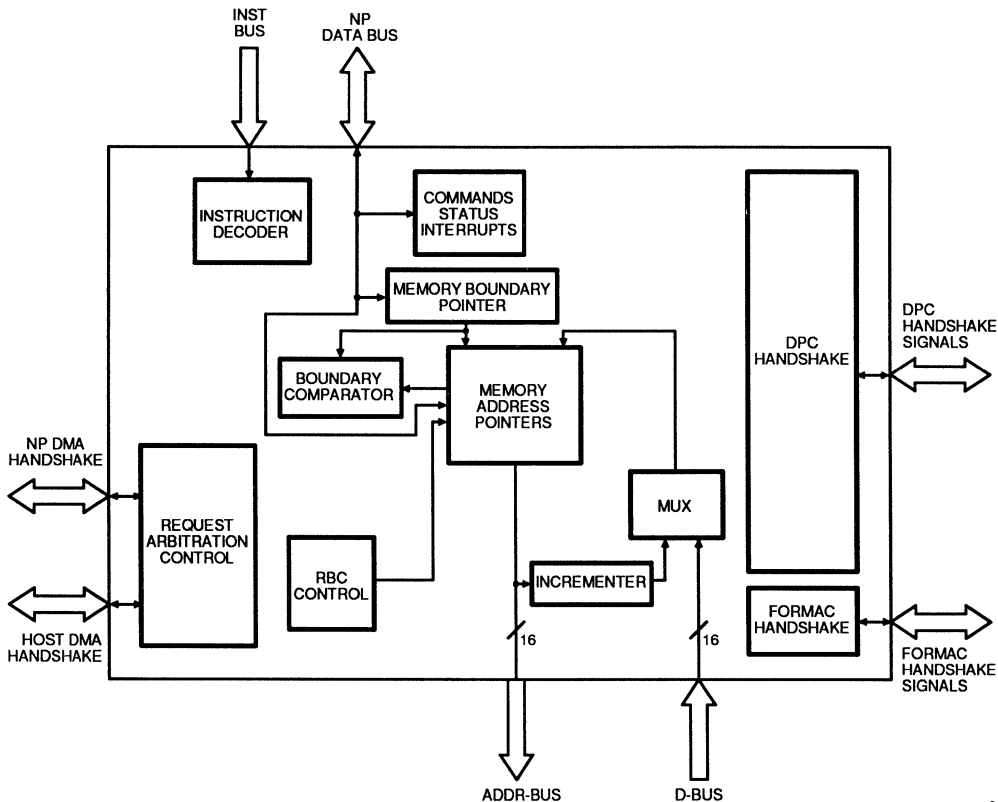 INST
BUS
NP
DATA BUS
INSTRUCTION
DECODER
COMMANDS
STATUS
INTERRUPTS
MEMORY BOUNDARY
POINTER
BOUNDARY
COMPARATOR
MEMORY
ADDRESS
POINTERS
DPC
HANDSHAKE
DPC
HANDSHAKE
SIGNALS
NP DMA
HANDSHAKE
REQUEST
ARBITRATION
CONTROL
HOST DMA
HANDSHAKE
RBC
CONTROL
MUX
INCREMENTER
16
16
FORMAC
HANDSHAKE
FORMAC
HANDSHAKE
SIGNALS
ADDR-BUS
D-BUS